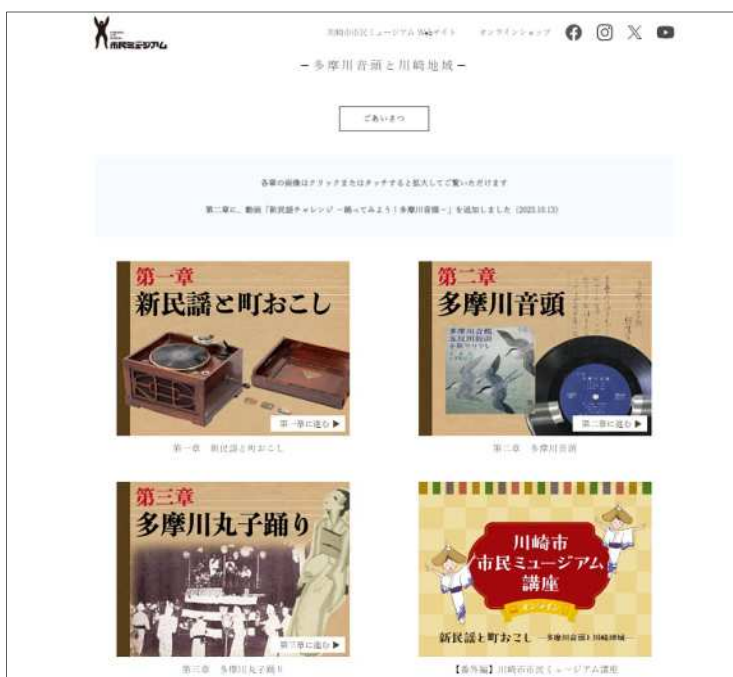 市民ミュージアム
川崎市市民ミュージアム Webサイト
オンラインショップ
－多摩川音頭と川崎地域－
ごあいさつ
各章の画像はクリックまたはタッチすると拡大してご覧いただけます
第二章に、動画「新民謡チャレンジ －踊ってみよう！多摩川音頭－」を追加しました（2023.10.13）
第一章
新民謡と町おこし
第一章に進む ▶
第一章　新民謡と町おこし
第二章
多摩川音頭
第二章に進む ▶
第二章　多摩川音頭
第三章
多摩川丸子踊り
第三章に進む ▶
第三章　多摩川丸子踊り
川崎市
市民ミュージアム
講座
オンライン
新民謡と町おこし ―多摩川音頭と川崎地域―
【番外編】川崎市市民ミュージアム講座